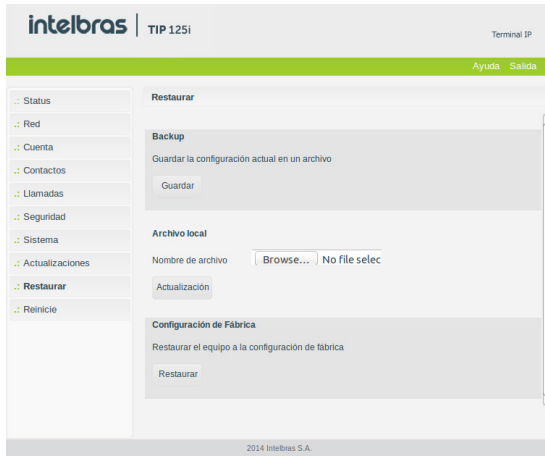 intelbras TIP 125i
Terminal IP
Ayuda Salida
.: Status
.: Red
.: Cuenta
.: Contactos
.: Llamadas
.: Seguridad
.: Sistema
.: Actualizaciones
.: Restaurar
.: Reinicie
Restaurar
Backup
Guardar la configuración actual en un archivo
Guardar
Archivo local
Nombre de archivo Browse... No file selec
Actualización
Configuración de Fábrica
Restaurar el equipo a la configuración de fábrica
Restaurar
2014 Intelbras S.A.